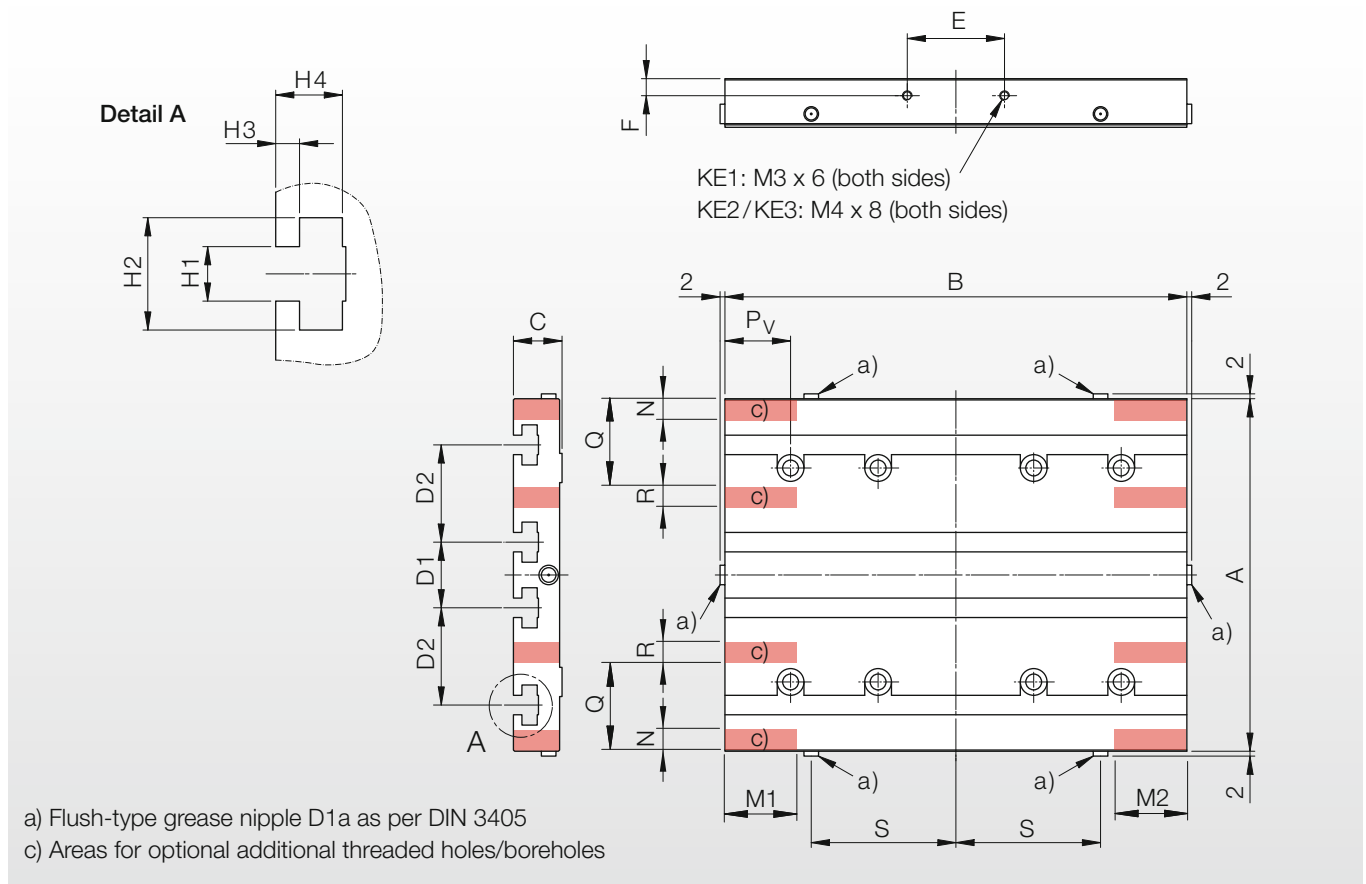 Detail A
H4
H3
H2
H1
E
F
KE1: M3 x 6 (both sides)
KE2/KE3: M4 x 8 (both sides)
2
B
2
PV
C
a)
a)
2
N
c)
Q
D2
R
c)
D1
A
a)
a)
R
c)
D2
Q
N
c)
A
a)
a)
2
M1
M2
S
S
a) Flush-type grease nipple D1a as per DIN 3405
c) Areas for optional additional threaded holes/boreholes